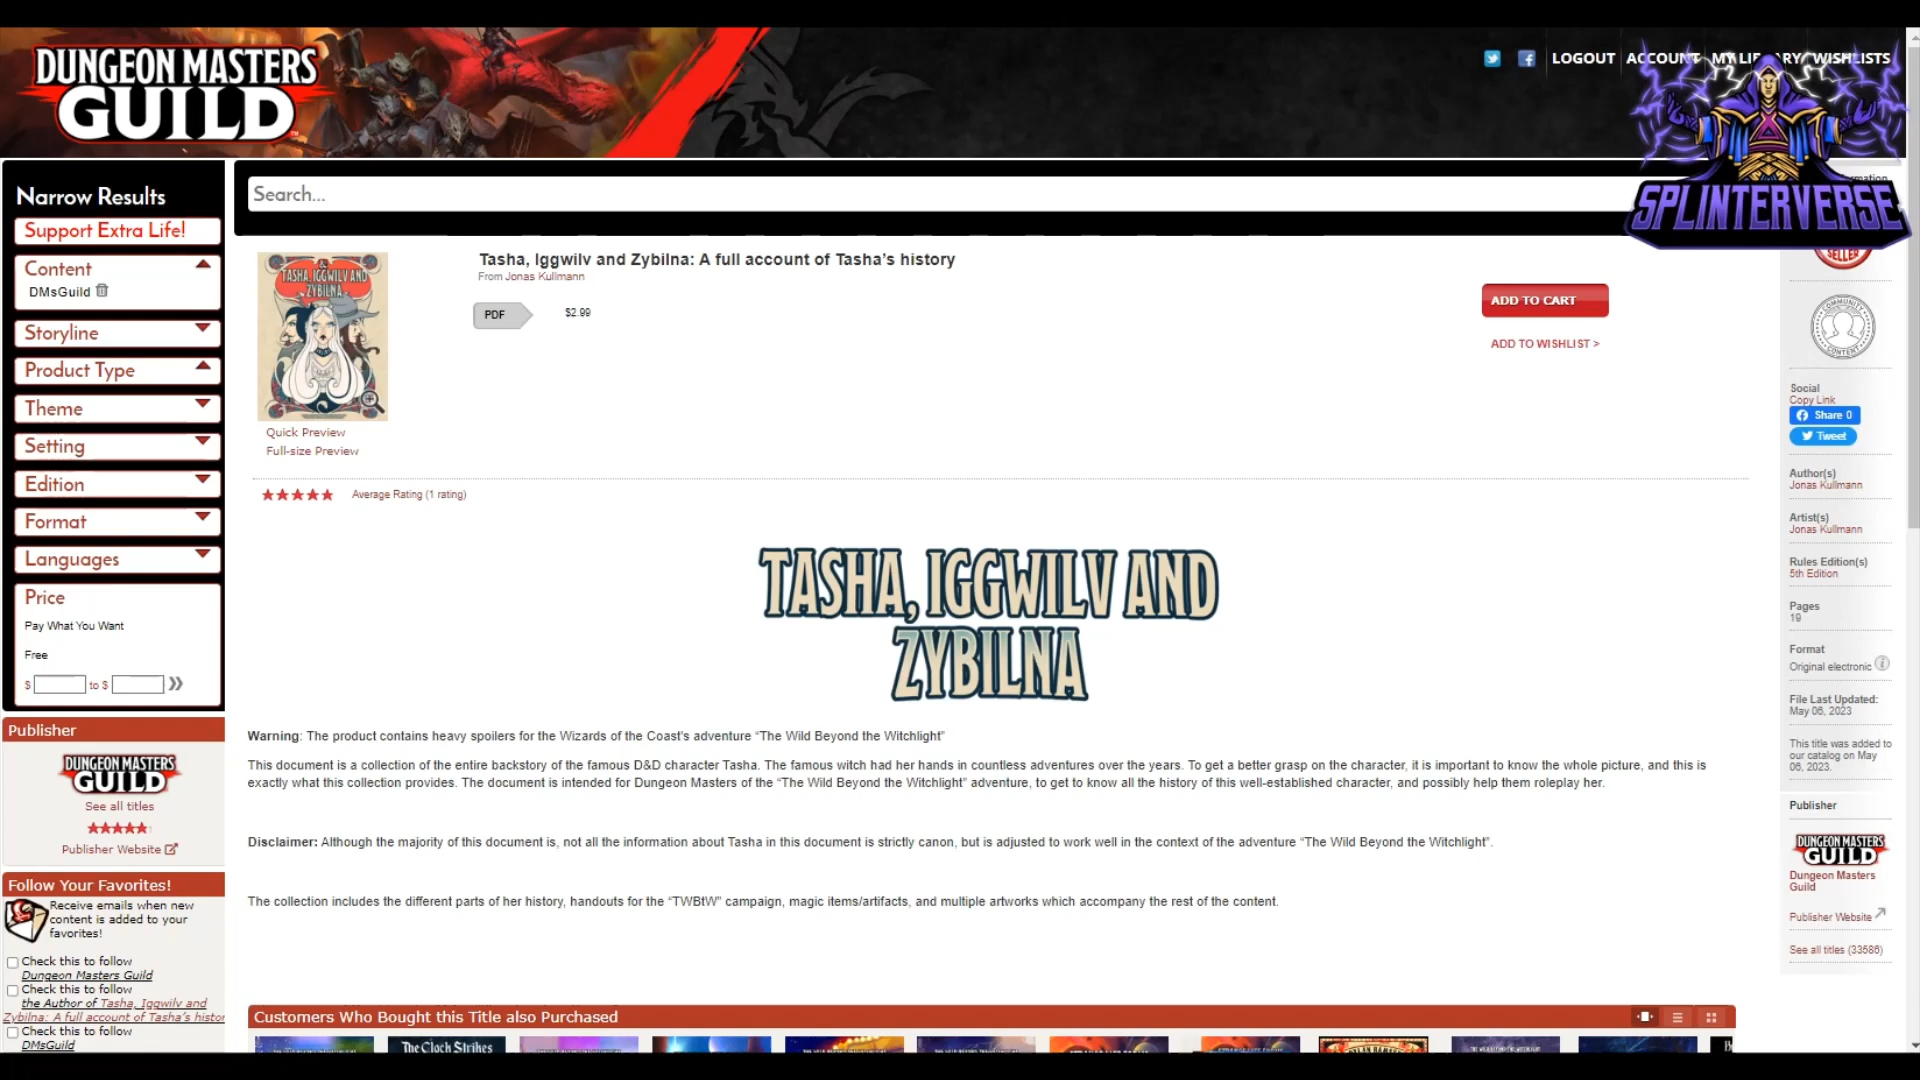 DUNGEON MASTERS
GUILD
LOGOUT
ACCOUNT
WISHLISTS
SPLINTERVERSE
Narrow Results
Support Extra Life!
Content
DMsGuild
Storyline
Product Type
Theme
Setting
Edition
Format
Languages
Price
Pay What You Want
Free
$ to $
Publisher
DUNGEON MASTERS
GUILD
See all titles
Publisher Website
Follow Your Favorites!
Receive emails when new
content is added to your
favorites!
Check this to follow
Dungeon Masters Guild
Check this to follow
the Author of Tasha, Iggwilv and
Zybilna: A full account of Tasha's histor
Check this to follow
DMsGuild
Search...
TASHA, IGGWILV AND
ZYBILNA
Quick Preview
Full-size Preview
Tasha, Iggwilv and Zybilna: A full account of Tasha's history
From Jonas Kullmann
PDF
$2.99
ADD TO CART
ADD TO WISHLIST >
Average Rating (1 rating)
TASHA, IGGWILV AND
ZYBILNA
Warning: The product contains heavy spoilers for the Wizards of the Coast's adventure “The Wild Beyond the Witchlight”
This document is a collection of the entire backstory of the famous D&D character Tasha. The famous witch had her hands in countless adventures over the years. To get a better grasp on the character, it is important to know the whole picture, and this is
exactly what this collection provides. The document is intended for Dungeon Masters of the “The Wild Beyond the Witchlight” adventure, to get to know all the history of this well-established character, and possibly help them roleplay her.
Disclaimer: Although the majority of this document is, not all the information about Tasha in this document is strictly canon, but is adjusted to work well in the context of the adventure “The Wild Beyond the Witchlight”.
The collection includes the different parts of her history, handouts for the “TWBtW” campaign, magic items/artifacts, and multiple artworks which accompany the rest of the content.
Customers Who Bought this Title also Purchased
The Clock Strikes
SELLER
COMMUNITY
CONTENT
Social
Copy Link
Share 0
Tweet
Author(s)
Jonas Kullmann
Artist(s)
Jonas Kullmann
Rules Edition(s)
5th Edition
Pages
19
Format
Original electronic
File Last Updated:
May 06, 2023
This title was added to
our catalog on May
06, 2023.
Publisher
DUNGEON MASTERS
GUILD
Dungeon Masters
Guild
Publisher Website
See all titles (33586)